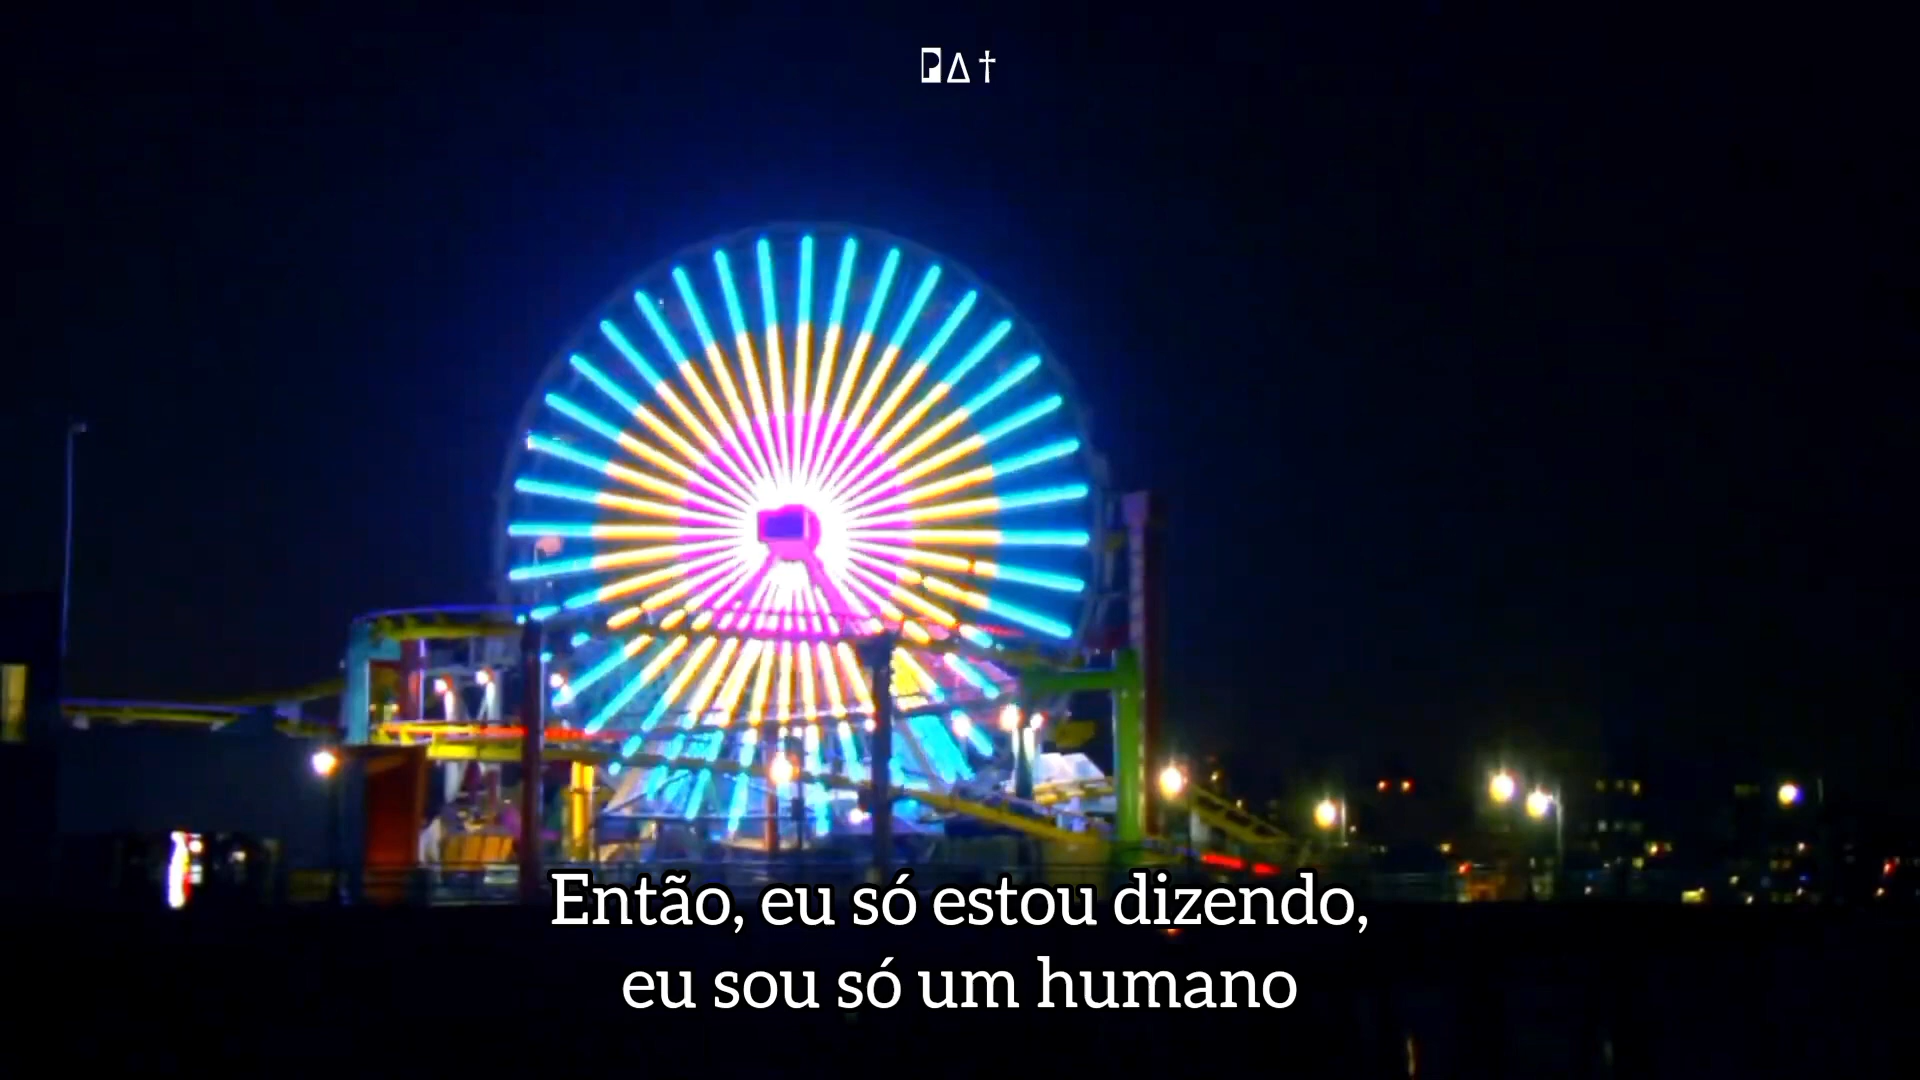 🅿∆†
Então, eu só estou dizendo,
eu sou só um humano